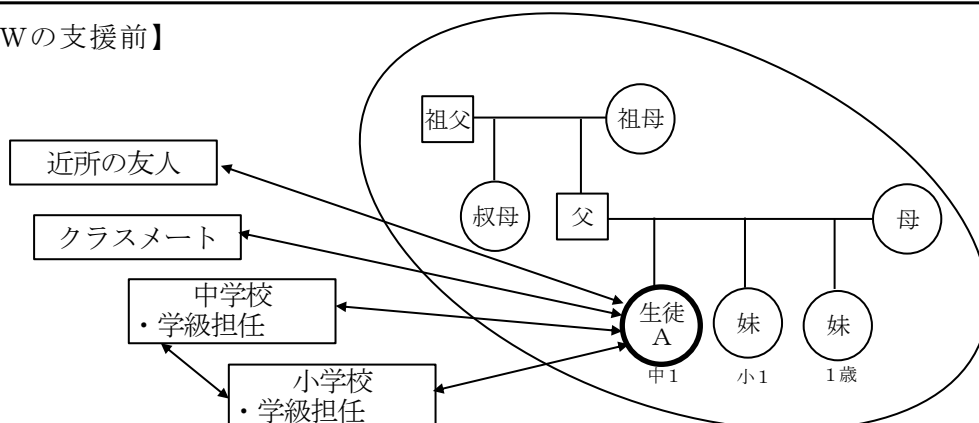 Wの支援前】
祖父
祖母
近所の友人
叔母
父
母
クラスメート
中学校
・学級担任
生徒
A
妹
妹
中1
小1
1歳
小学校
・学級担任